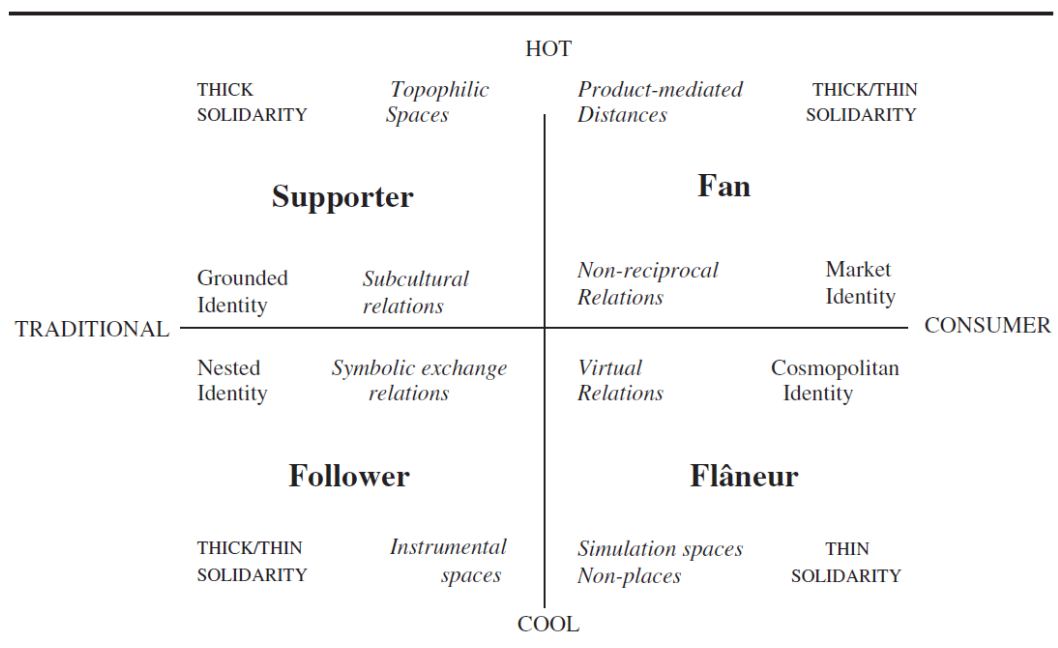 HOT
THICK
SOLIDARITY
Topophilic
Spaces
Product-mediated
Distances
THICK/THIN
SOLIDARITY
Supporter
Fan
Grounded
Identity
Subcultural
relations
Non-reciprocal
Relations
Market
Identity
TRADITIONAL
CONSUMER
Nested
Identity
Symbolic exchange
relations
Virtual
Relations
Cosmopolitan
Identity
Follower
Flâneur
THICK/THIN
SOLIDARITY
Instrumental
spaces
Simulation spaces
Non-places
THIN
SOLIDARITY
COOL